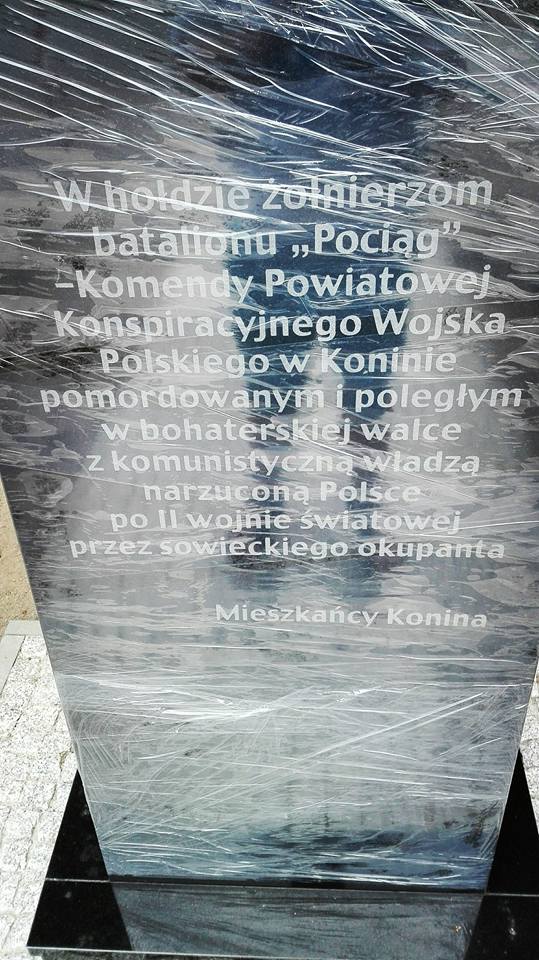 W hołdzie żołnierzom
batalionu „Pociąg”
–Komendy Powiatowej
Konspiracyjnego Wojska
Polskiego w Koninie
pomordowanym i poległym
w bohaterskiej walce
z komunistyczną władzą
narzuconą Polsce
po II wojnie światowej
przez sowieckiego okupanta
Mieszkańcy Konina